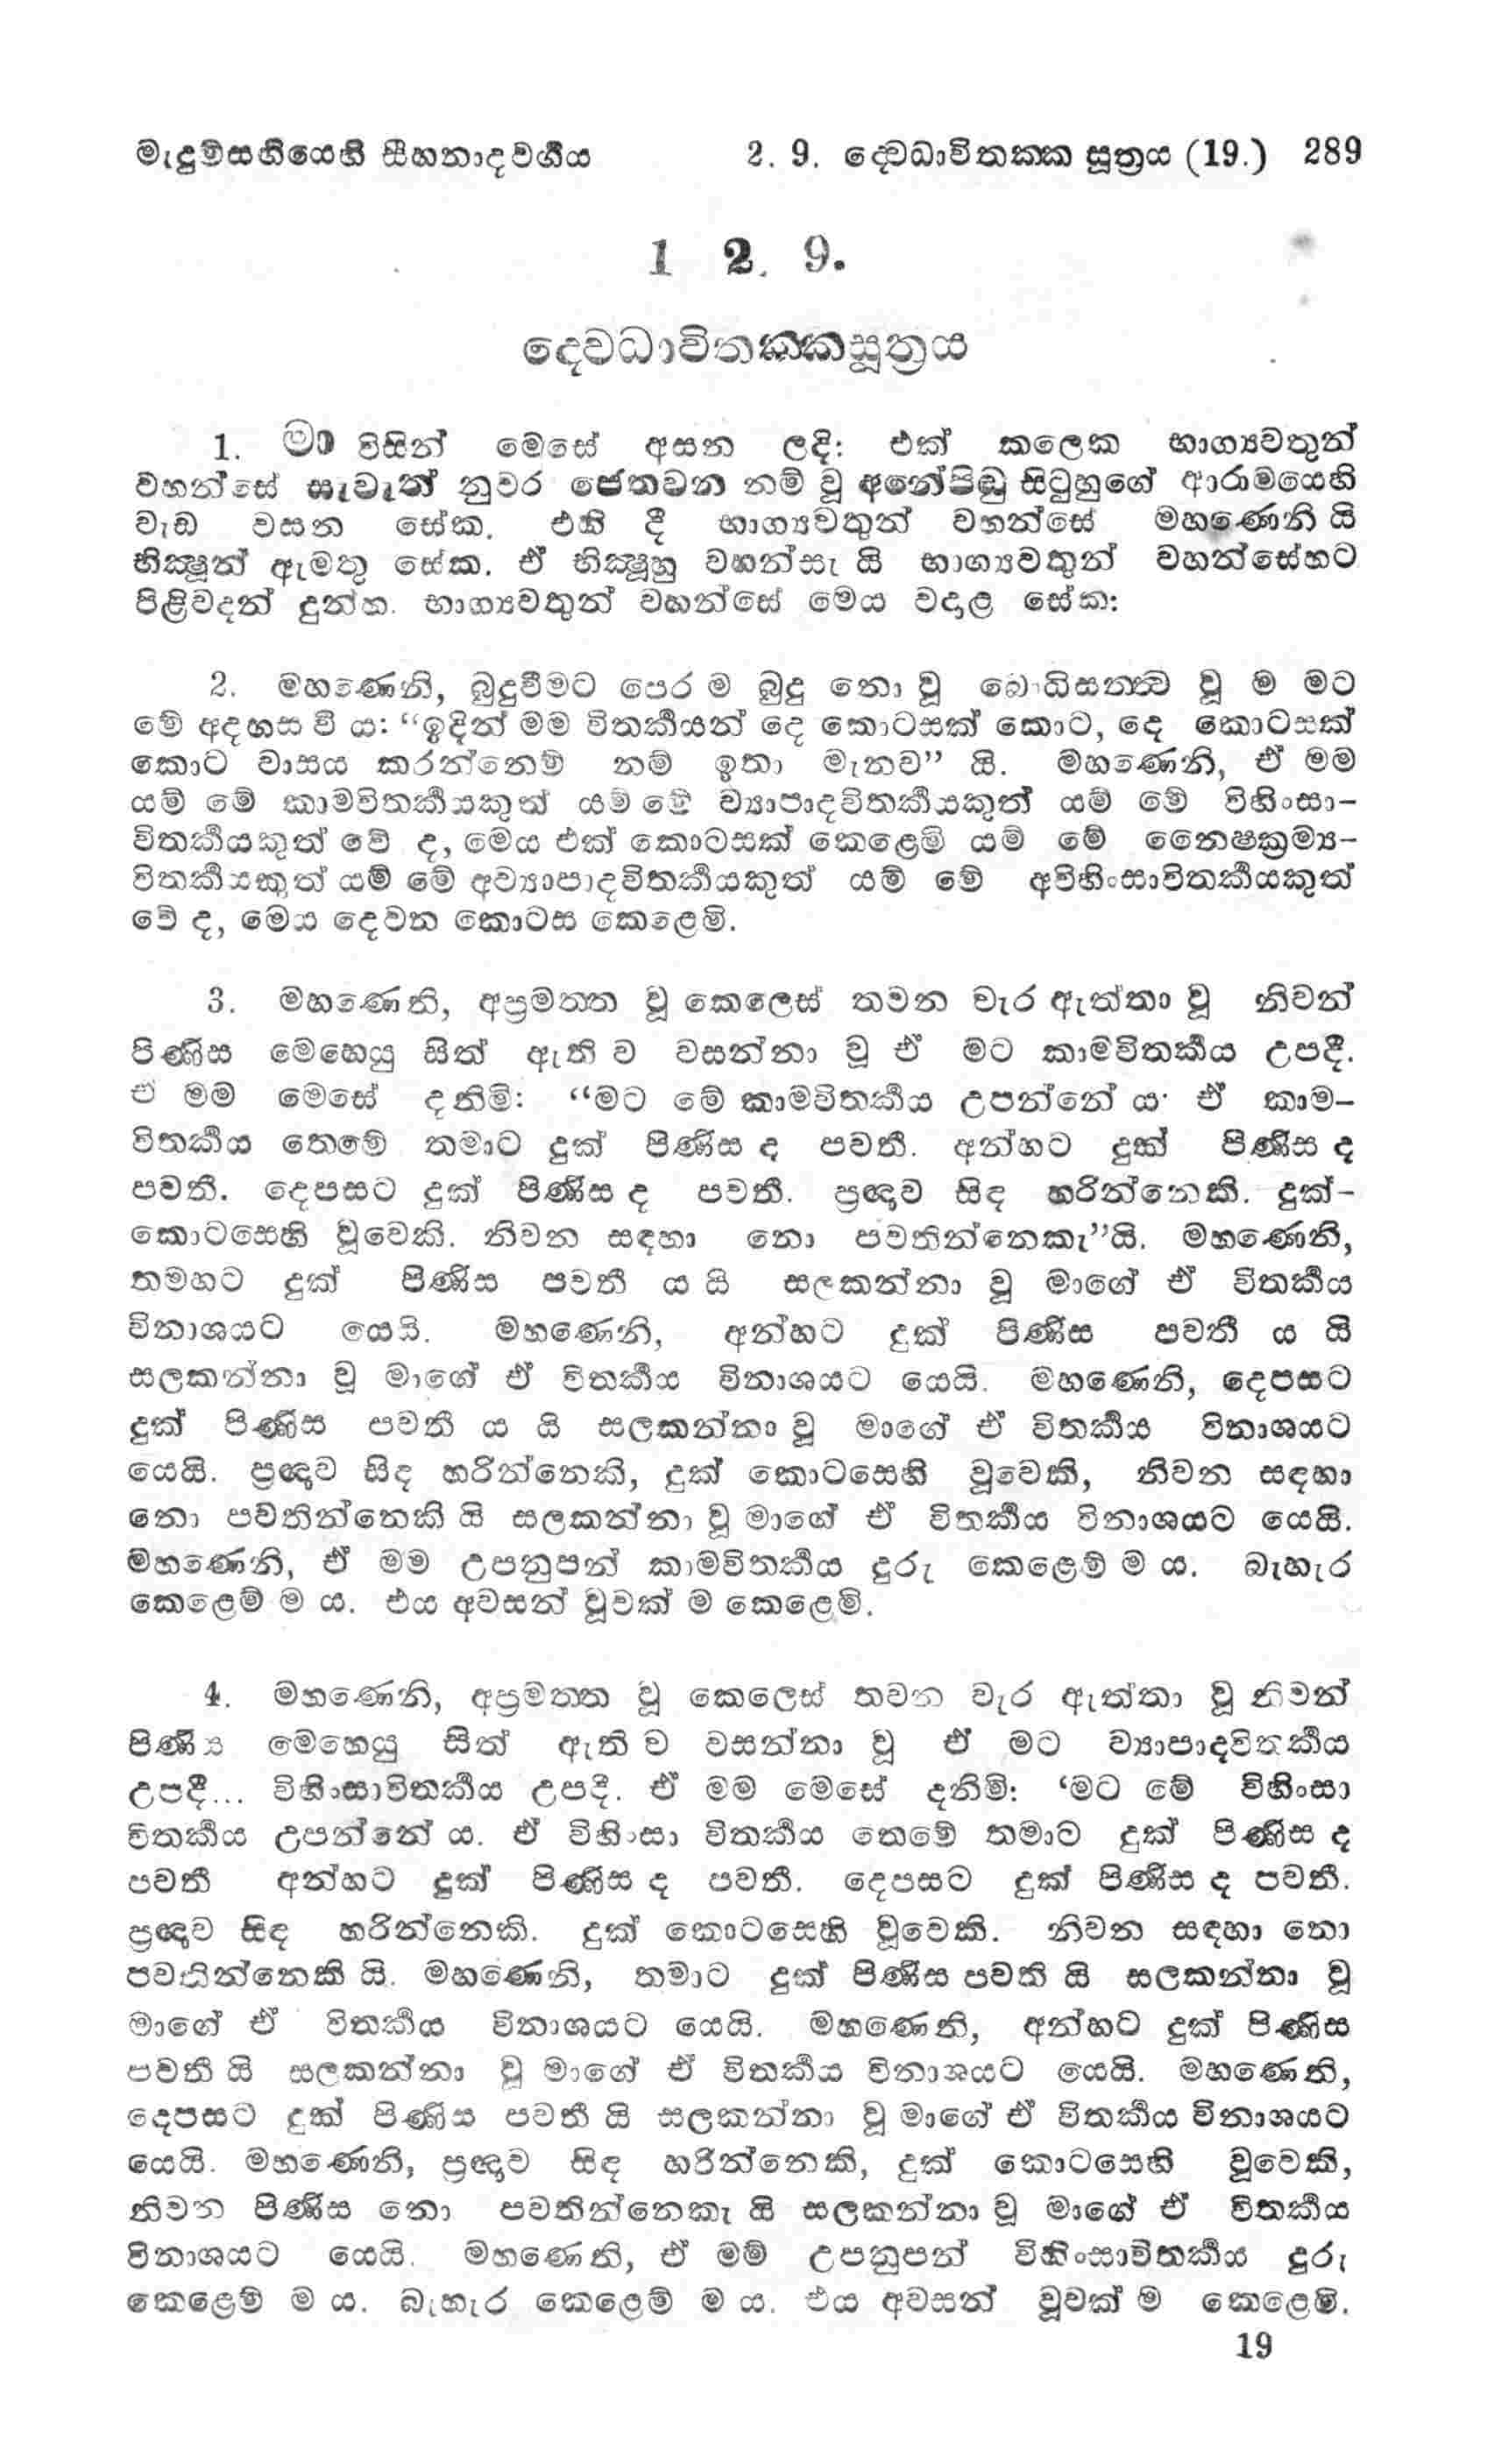 මැදුම්සඟියෙහි සීහනාදවර්ගය 2. 9. ද්වෙධාවිතක්ක සූත්‍රය (19.) 289
1 2. 9.
ද්වෙධාවිතක්කසූත්‍රය
1. මා විසින් මෙසේ අසන ලදි: එක් කලෙක භාග්‍යවතුන්
වහන්සේ සැවැත් නුවර ජේතවන නම් වූ අනේපිඬු සිටුහුගේ ආරාමයෙහි
වැඩ වසන සේක. එහි දී භාග්‍යවතුන් වහන්සේ මහණෙනි යි
භික්‍ෂූන් ඇමතු සේක. ඒ භික්‍ෂූහු වහන්සැ යි භාග්‍යවතුන් වහන්සේහට
පිළිවදන් දුන්හ. භාග්‍යවතුන් වහන්සේ මෙය වදාළ සේක:
2. මහණෙනි, බුදුවීමට පෙර ම බුදු නො වූ බොධිසත්ත්ව වූ ම මට
මේ අදහස වි ය: “ඉදින් මම විතර්කයන් දෙ කොටසක් කොට, දෙ කොටසක්
කොට වාසය කරන්නෙම් නම් ඉතා මැනව” යි. මහණෙනි, ඒ මම
යම් මේ කාමවිතර්කයකුත් යම් මේ ව්‍යාපාදවිතර්කයකුත් යම් මේ විහිංසා-
විතර්කයකුත් වේ ද, මෙය එක් කොටසක් කෙළෙමි යම් මේ නෛෂ්ක්‍රම්‍ය-
විතර්කයකුත් යම් මේ අව්‍යාපාදවිතර්කයකුත් යම් මේ අවිහිංසාවිතර්කයකුත්
වේ ද, මෙය දෙවන කොටස කෙළෙමි.
3. මහණෙනි, අප්‍රමත්ත වූ කෙලෙස් තවන වැර ඇත්තා වූ නිවන්
පිණිස මෙහෙයු සිත් ඇති ව වසන්නා වූ ඒ මට කාමවිතර්කය උපදී.
ඒ මම මෙසේ දනිමි: “මට මේ කාමවිතර්කය උපන්නේ ය. ඒ කාම-
විතර්කය තෙමේ තමාට දුක් පිණිස ද පවතී. අන්හට දුක් පිණිස ද
පවතී. දෙපසට දුක් පිණිස ද පවතී. ප්‍රඥාව සිඳ හරින්නෙකි. දුක්-
කොටසෙහි වූවෙකි. නිවන සඳහා නො පවතින්නෙකැ”යි. මහණෙනි,
තමහට දුක් පිණිස පවතී ය යි සලකන්නා වූ මාගේ ඒ විතර්කය
විනාශයට යෙයි. මහණෙනි, අන්හට දුක් පිණිස පවතී ය යි
සලකන්නා වූ මාගේ ඒ විතර්කය විනාශයට යෙයි. මහණෙනි, දෙපසට
දුක් පිණිස පවතී ය යි සලකන්නා වූ මාගේ ඒ විතර්කය විනාශයට
යෙයි. ප්‍රඥාව සිඳ හරින්නෙකි, දුක් කොටසෙහි වූවෙකි, නිවන සඳහා
නො පවතින්නෙකි යි සලකන්නා වූ මාගේ ඒ විතර්කය විනාශයට යෙයි.
මහණෙනි, ඒ මම උපනුපන් කාමවිතර්කය දුරු කෙළෙම් ම ය. බැහැර
කෙළෙම් ම ය. එය අවසන් වූවක් ම කෙළෙමි.
4. මහණෙනි, අප්‍රමත්ත වූ කෙලෙස් තවන වැර ඇත්තා වූ නිවන්
පිණිස මෙහෙයු සිත් ඇති ව වසන්නා වූ ඒ මට ව්‍යාපාදවිතර්කය
උපදී... විහිංසාවිතර්කය උපදී. ඒ මම මෙසේ දනිමි: ‘මට මේ විහිංසා
විතර්කය උපන්නේ ය. ඒ විහිංසා විතර්කය තෙමේ තමාට දුක් පිණිස ද
පවතී අන්හට දුක් පිණිස ද පවතී. දෙපසට දුක් පිණිස ද පවතී.
ප්‍රඥාව සිඳ හරින්නෙකි. දුක් කොටසෙහි වූවෙකි. නිවන සඳහා නො
පවතින්නෙකි යි. මහණෙනි, තමාට දුක් පිණිස පවතී යි සලකන්නා වූ
මාගේ ඒ විතර්කය විනාශයට යෙයි. මහණෙනි, අන්හට දුක් පිණිස
පවතී යි සලකන්නා වූ මාගේ ඒ විතර්කය විනාශයට යෙයි. මහණෙනි,
දෙපසට දුක් පිණිස පවතී යි සලකන්නා වූ මාගේ ඒ විතර්කය විනාශයට
යෙයි. මහණෙනි, ප්‍රඥාව සිඳ හරින්නෙකි, දුක් කොටසෙහි වූවෙකි,
නිවන පිණිස නො පවතින්නෙකැ යි සලකන්නා වූ මාගේ ඒ විතර්කය
විනාශයට යෙයි. මහණෙනි, ඒ මම් උපනුපන් විහිංසාවිතර්කය දුරු
කෙළෙම් ම ය. බැහැර කෙළෙම් ම ය. එය අවසන් වූවක් ම කෙළෙමි.
19